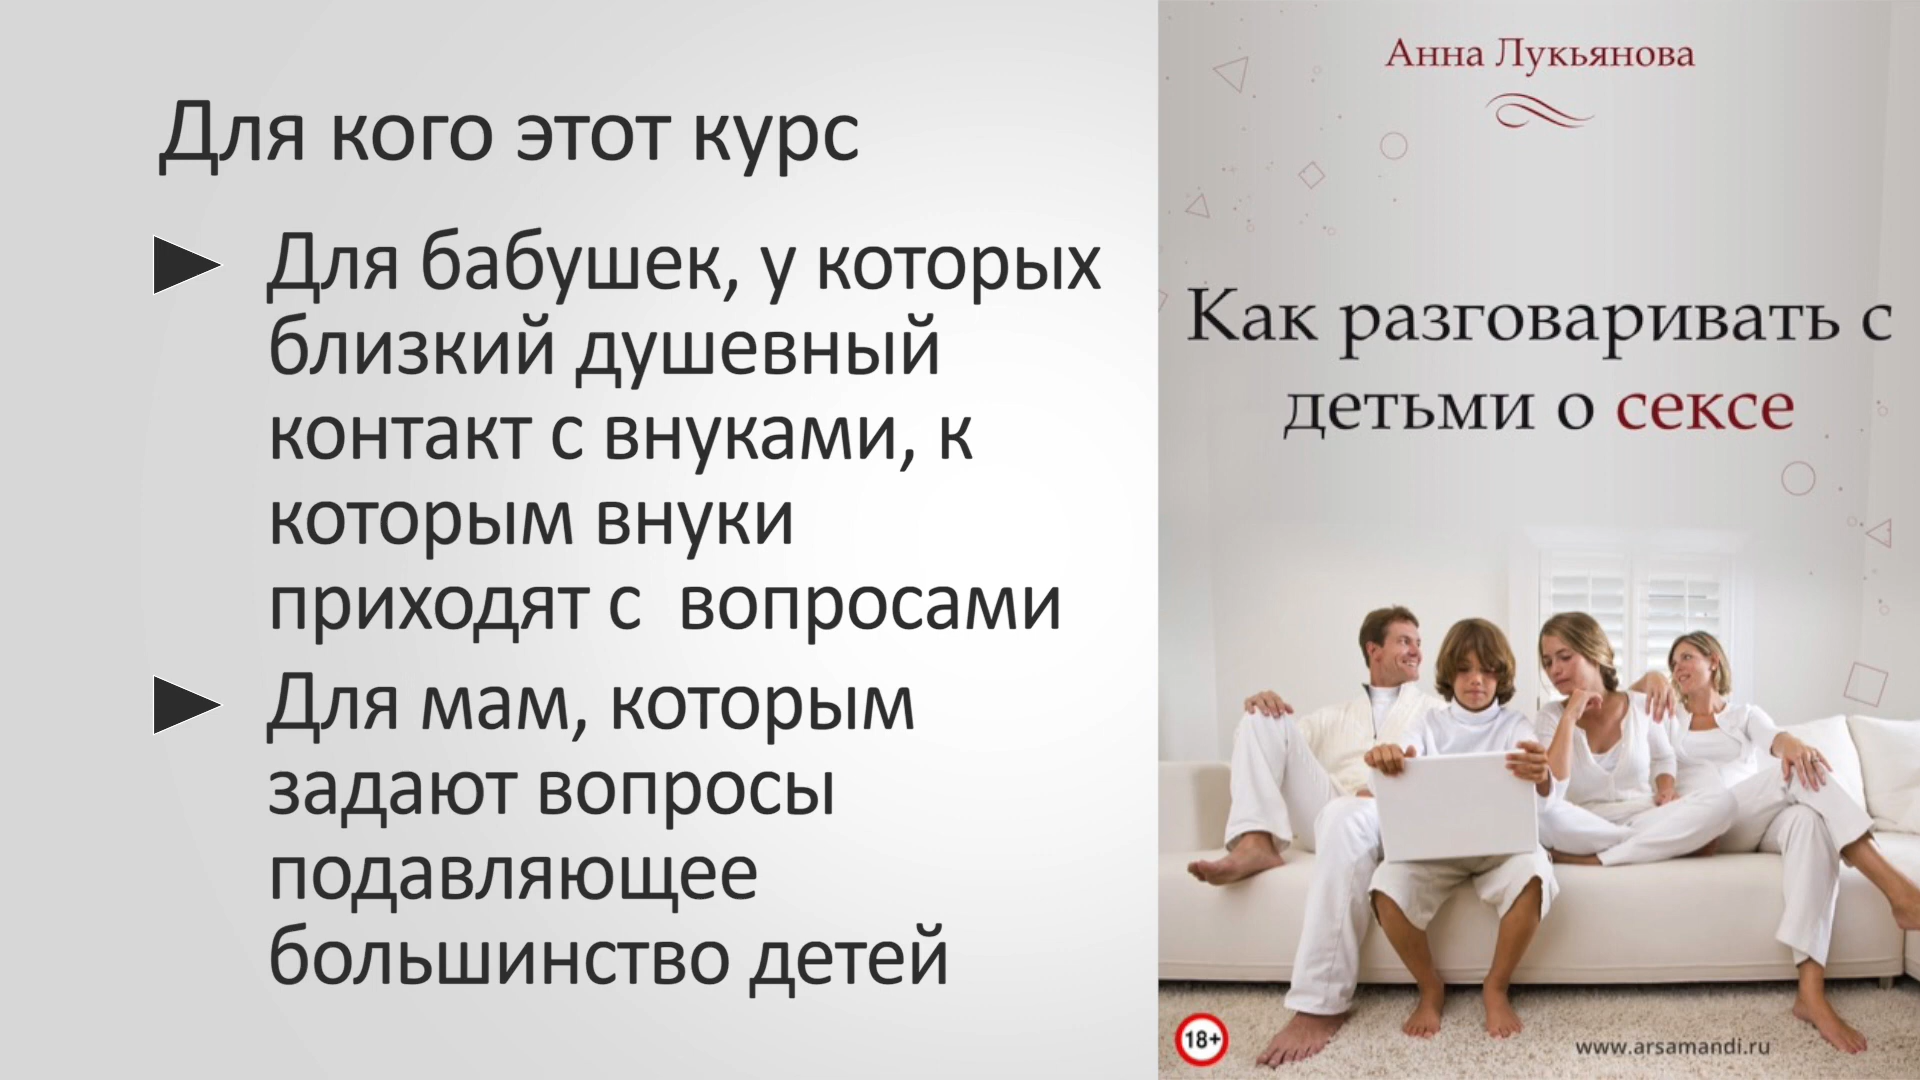 Для кого этот курс
Для бабушек, у которых
близкий душевный
контакт с внуками, к
которым внуки
приходят с  вопросами
Для мам, которым
задают вопросы
подавляющее
большинство детей
Анна Лукьянова
Как разговаривать с
детьми о сексе
18+
www.arsamandi.ru